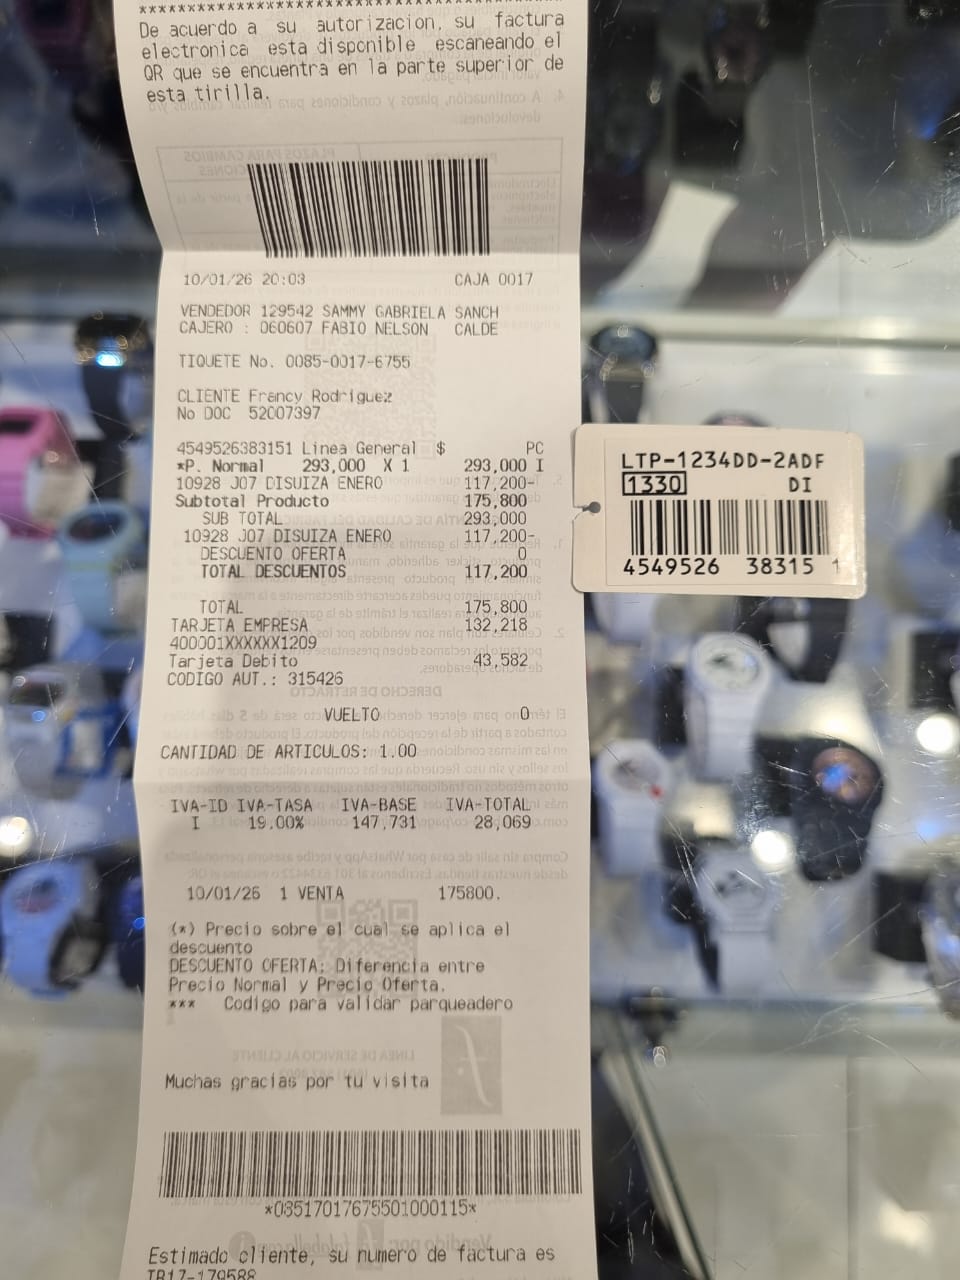 De acuerdo a su autorizacion, su factura
electronica esta disponible escaneando el
QR que se encuentra en la parte superior de
esta tirilla.
10/01/26 20:03 CAJA 0017
VENDEDOR 129542 SAMMY GABRIELA SANCH
CAJERO : 060607 FABIO NELSON CALDE
TIQUETE No. 0085-0017-6755
CLIENTE Francy Rodriguez
No DOC 52007397
4549526383151 Linea General $ PC
*P. Normal 293,000 X 1 293,000 I
10928 J07 DISUIZA ENERO 117,200-
Subtotal Producto 175,800
SUB TOTAL 293,000
10928 J07 DISUIZA ENERO 117,200-
DESCUENTO OFERTA 0
TOTAL DESCUENTOS 117,200
TOTAL 175,800
TARJETA EMPRESA 132,218
400001XXXXXX1209
Tarjeta Debito 43,582
CODIGO AUT.: 315426
VUELTO 0
CANTIDAD DE ARTICULOS: 1.00
IVA-ID IVA-TASA IVA-BASE IVA-TOTAL
I 19.00% 147,731 28,069
10/01/26 1 VENTA 175800.
(*) Precio sobre el cual se aplica el
descuento
DESCUENTO OFERTA: Diferencia entre
Precio Normal y Precio Oferta.
*** Codigo para validar parqueadero
Muchas gracias por tu visita
*08517017675501000115*
Estimado cliente, su numero de factura es
TR17-179588
LTP-1234DD-2ADF
1330 DI
4549526 38315 1